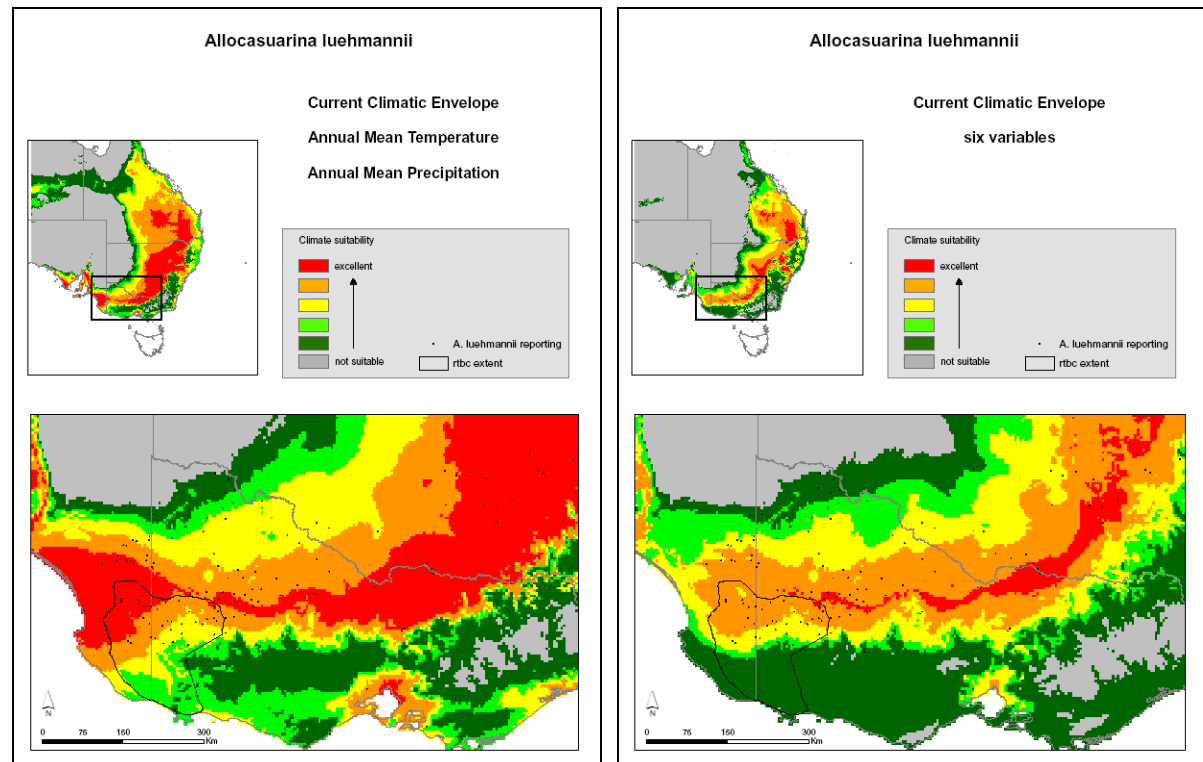 Allocasuarina luehmannii
Current Climatic Envelope
Annual Mean Temperature
Annual Mean Precipitation
Climate suitability
excellent
A. luehmannii reporting
not suitable
rtbc extent
N
0 75 160 300
Km
Allocasuarina luehmannii
Current Climatic Envelope
six variables
Climate suitability
excellent
A. luehmannii reporting
not suitable
rtbc extent
N
0 75 160 300
Km